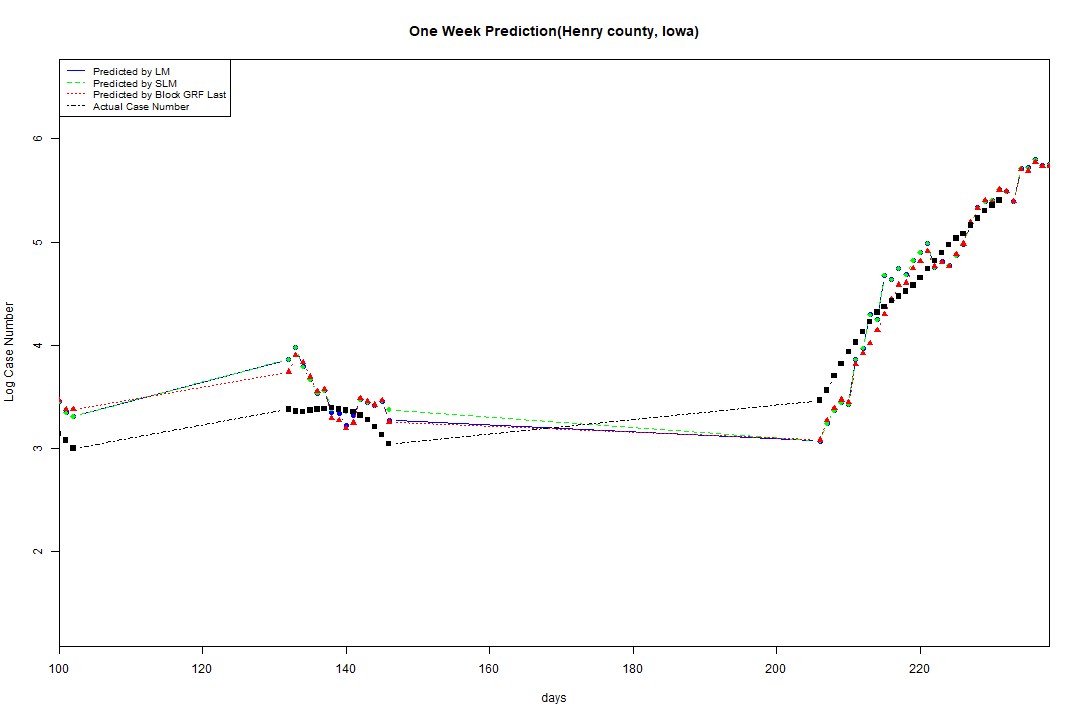 One Week Prediction(Henry county, Iowa)
Predicted by LM
Predicted by SLM
Predicted by Block GRF Last
Actual Case Number
6
5
4
3
2
Log Case Number
100 120 140 160 180 200 220
days